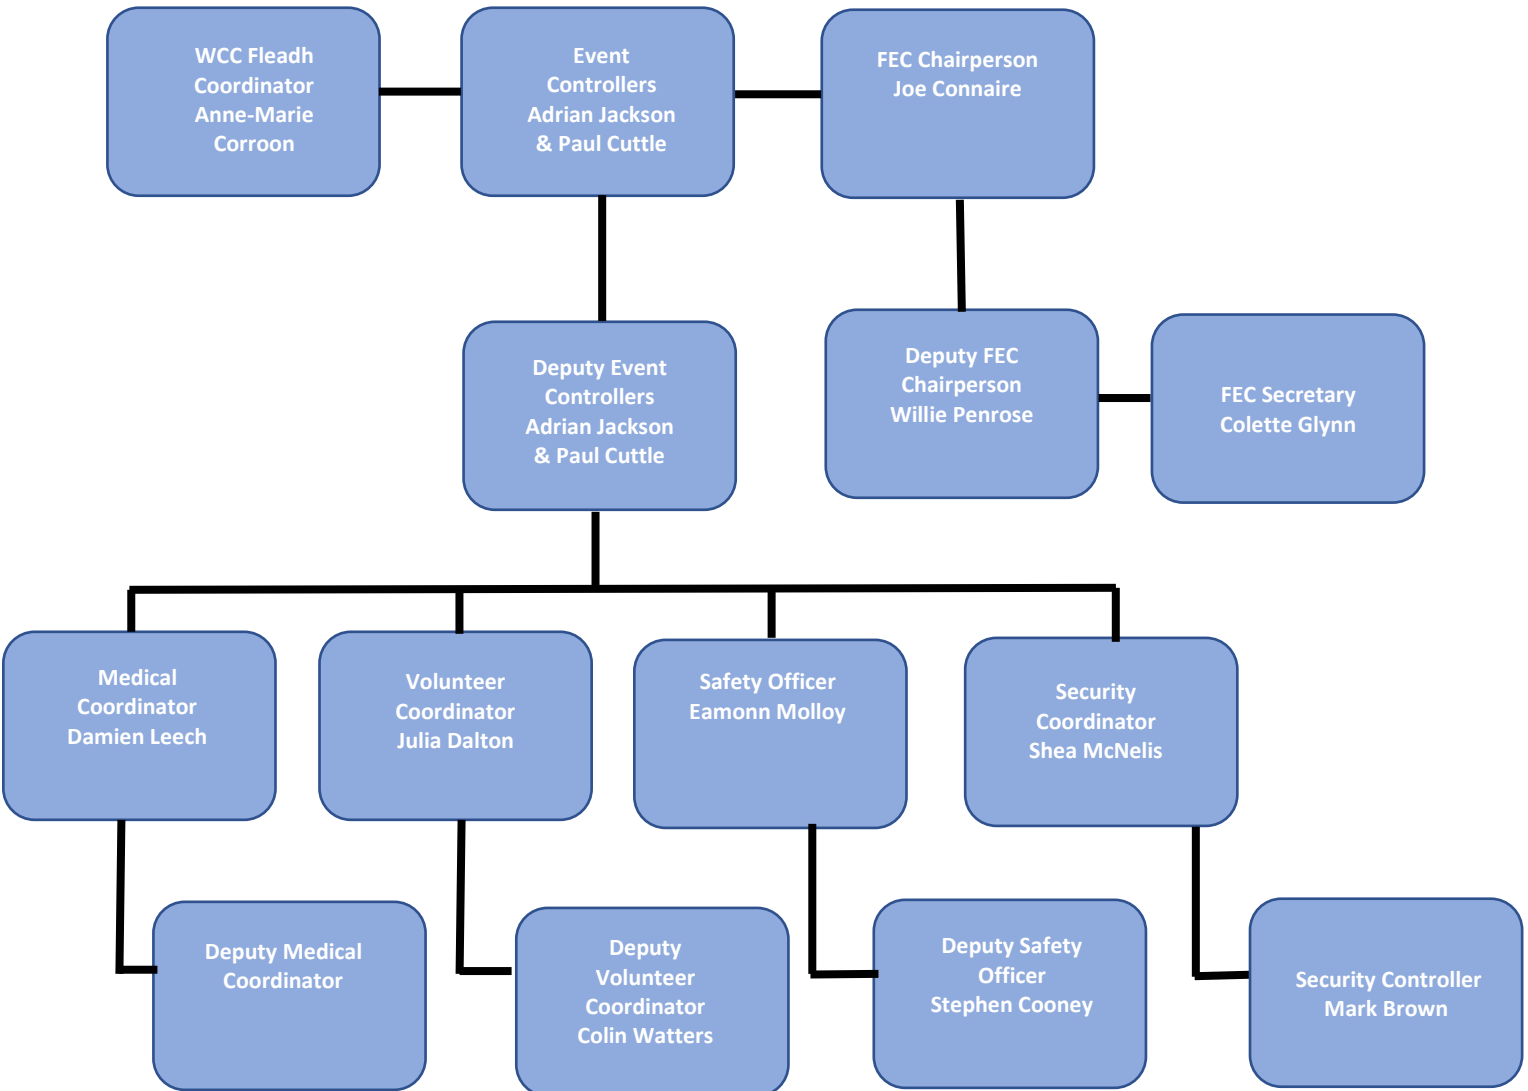 WCC Fleadh
Coordinator
Anne-Marie
Corroon
Event
Controllers
Adrian Jackson
& Paul Cuttle
FEC Chairperson
Joe Connaire
Deputy Event
Controllers
Adrian Jackson
& Paul Cuttle
Deputy FEC
Chairperson
Willie Penrose
FEC Secretary
Colette Glynn
Medical
Coordinator
Damien Leech
Volunteer
Coordinator
Julia Dalton
Safety Officer
Eamonn Molloy
Security
Coordinator
Shea McNelis
Deputy Medical
Coordinator
Deputy
Volunteer
Coordinator
Colin Watters
Deputy Safety
Officer
Stephen Cooney
Security Controller
Mark Brown